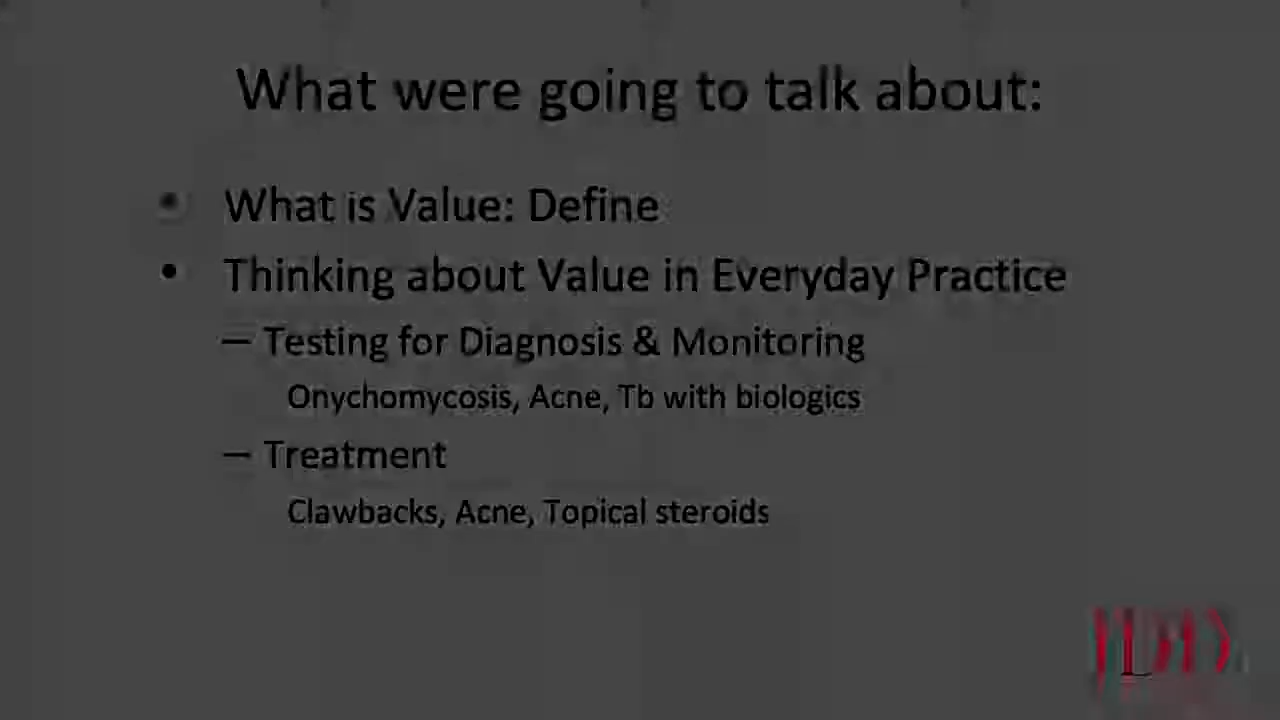 What were going to talk about:
• What is Value: Define
• Thinking about Value in Everyday Practice
– Testing for Diagnosis & Monitoring
Onychomycosis, Acne, Tb with biologics
– Treatment
Clawbacks, Acne, Topical steroids